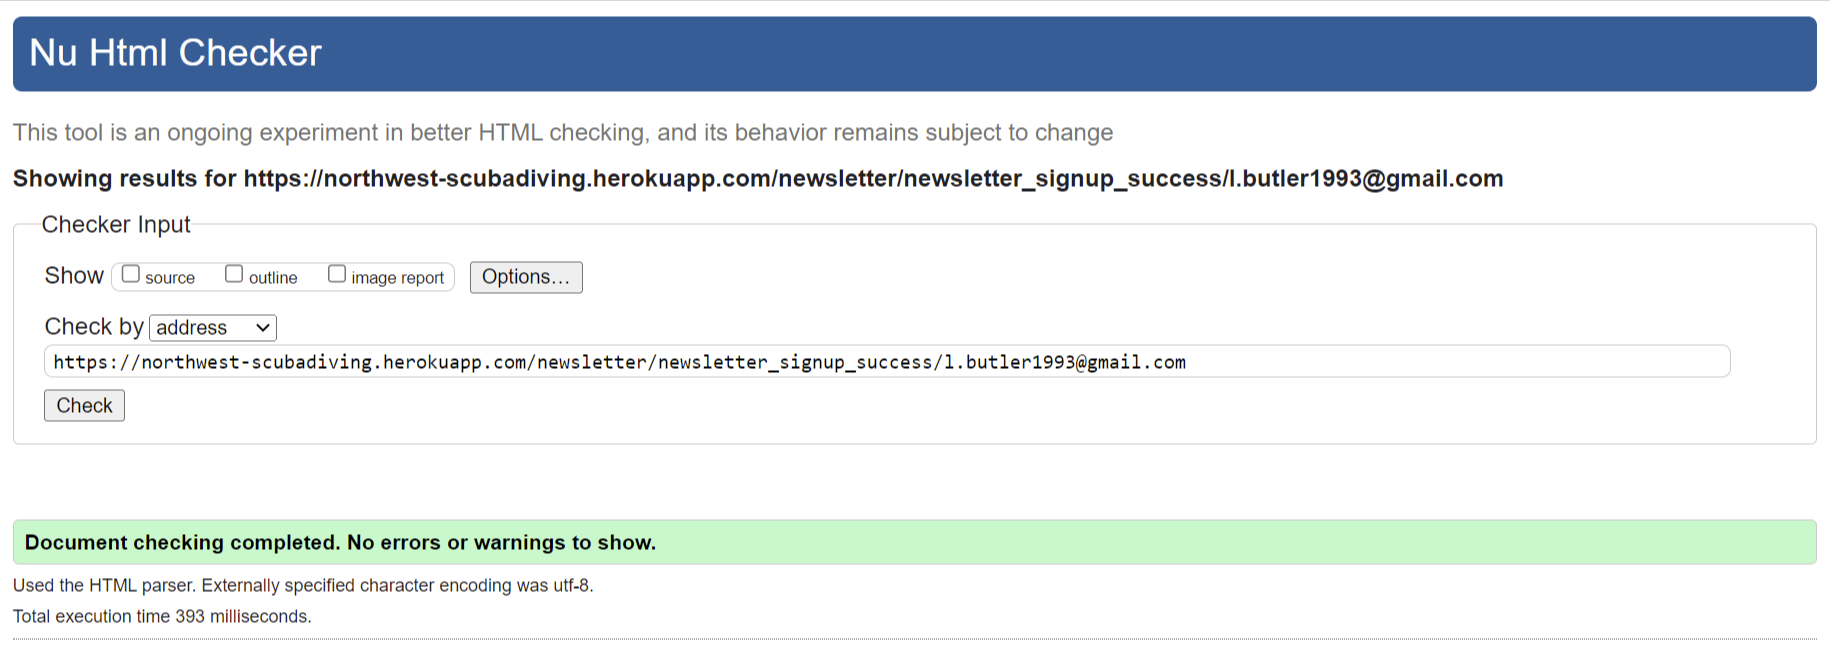 Nu Html Checker
This tool is an ongoing experiment in better HTML checking, and its behavior remains subject to change
Showing results for https://northwest-scubadiving.herokuapp.com/newsletter/newsletter_signup_success/l.butler1993@gmail.com
Checker Input
Show source outline image report Options…
Check by address
https://northwest-scubadiving.herokuapp.com/newsletter/newsletter_signup_success/l.butler1993@gmail.com
Check
Document checking completed. No errors or warnings to show.
Used the HTML parser. Externally specified character encoding was utf-8.
Total execution time 393 milliseconds.